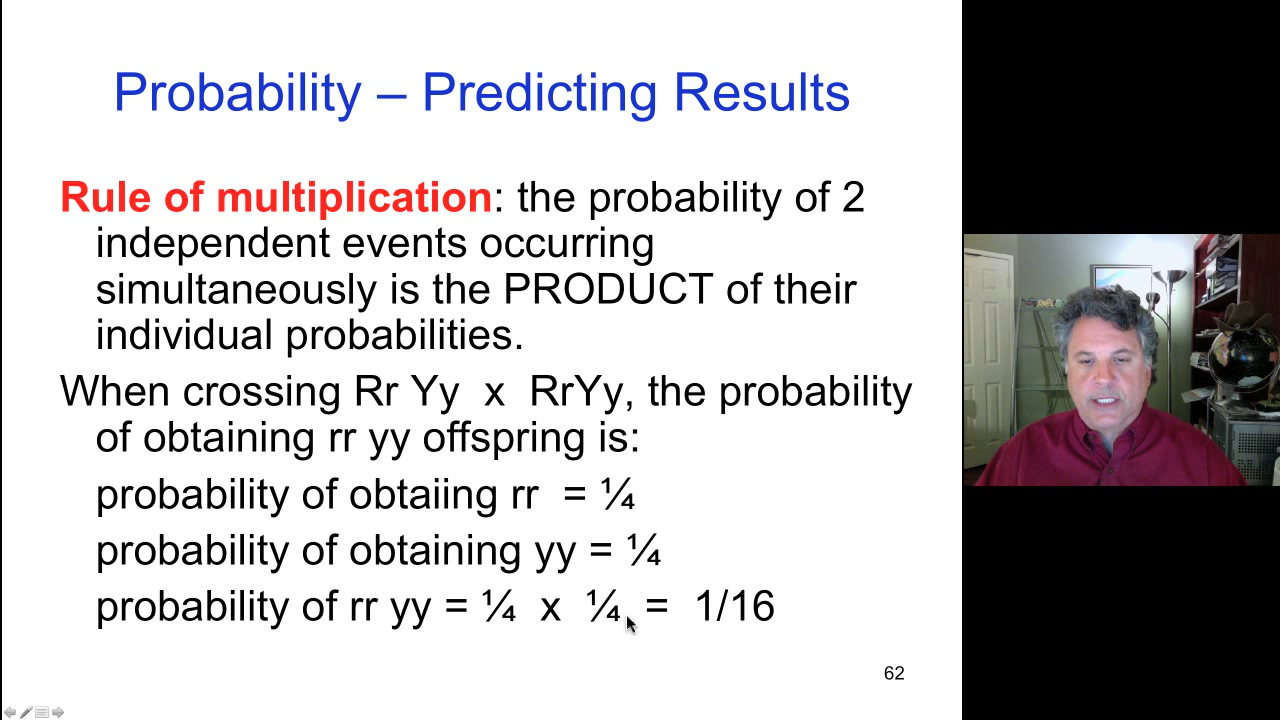 Probability – Predicting Results
Rule of multiplication: the probability of 2
independent events occurring
simultaneously is the PRODUCT of their
individual probabilities.
When crossing Rr Yy x RrYy, the probability
of obtaining rr yy offspring is:
probability of obtaiing rr = ¼
probability of obtaining yy = ¼
probability of rr yy = ¼ x ¼ = 1/16
62